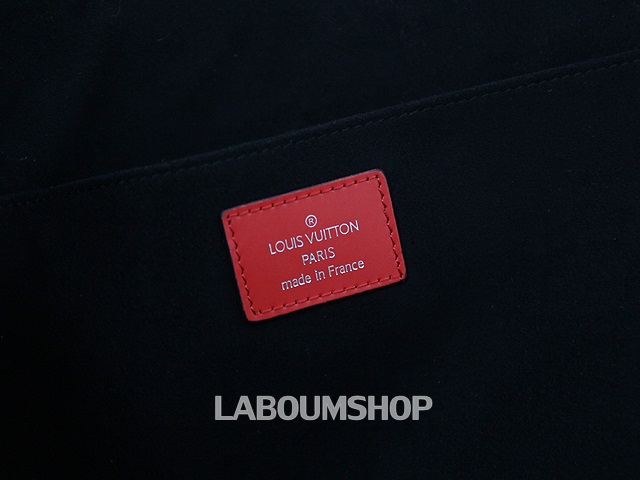 ®
LOUIS VUITTON
PARIS
made in France
LABOUMSHOP